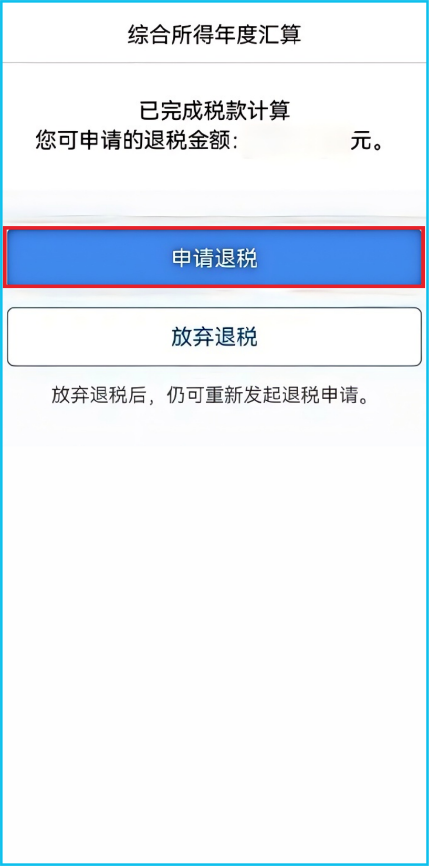 综合所得年度汇算
已完成税款计算
您可申请的退税金额： 元。
申请退税
放弃退税
放弃退税后，仍可重新发起退税申请。